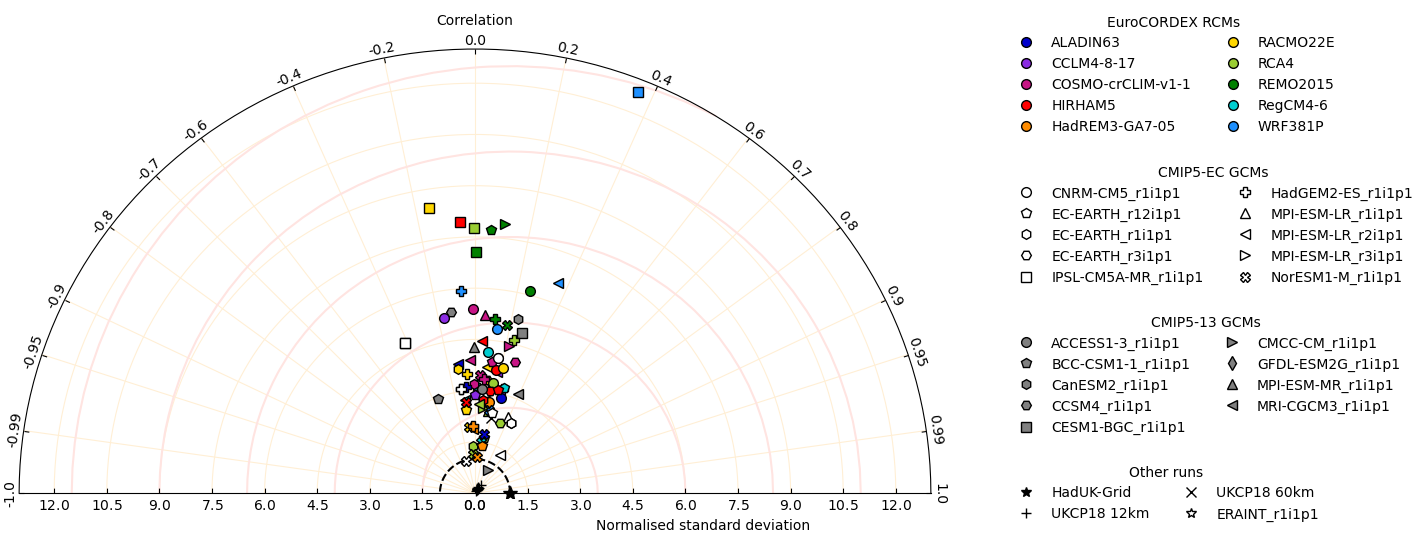 Correlation
-1.0
-0.99
-0.95
-0.9
-0.8
-0.7
-0.6
-0.4
-0.2
0.0
0.2
0.4
0.6
0.7
0.8
0.9
0.95
0.99
1.0
12.0 10.5 9.0 7.5 6.0 4.5 3.0 1.5 0.0 1.5 3.0 4.5 6.0 7.5 9.0 10.5 12.0
Normalised standard deviation
EuroCORDEX RCMs
ALADIN63 RACMO22E
CCLM4-8-17 RCA4
COSMO-crCLIM-v1-1 REMO2015
HIRHAM5 RegCM4-6
HadREM3-GA7-05 WRF381P
CMIP5-EC GCMs
CNRM-CM5_r1i1p1 HadGEM2-ES_r1i1p1
EC-EARTH_r12i1p1 MPI-ESM-LR_r1i1p1
EC-EARTH_r1i1p1 MPI-ESM-LR_r2i1p1
EC-EARTH_r3i1p1 MPI-ESM-LR_r3i1p1
IPSL-CM5A-MR_r1i1p1 NorESM1-M_r1i1p1
CMIP5-13 GCMs
ACCESS1-3_r1i1p1 CMCC-CM_r1i1p1
BCC-CSM1-1_r1i1p1 GFDL-ESM2G_r1i1p1
CanESM2_r1i1p1 MPI-ESM-MR_r1i1p1
CCSM4_r1i1p1 MRI-CGCM3_r1i1p1
CESM1-BGC_r1i1p1
Other runs
HadUK-Grid UKCP18 60km
UKCP18 12km ERAINT_r1i1p1